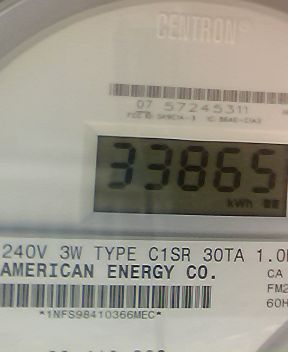 CENTRON®
07 57245311
33865
kWh
240V 3W TYPE C1SR 30TA 1.0
AMERICAN ENERGY CO.
CA
FM2
60H
*1NFS98410366MEC*